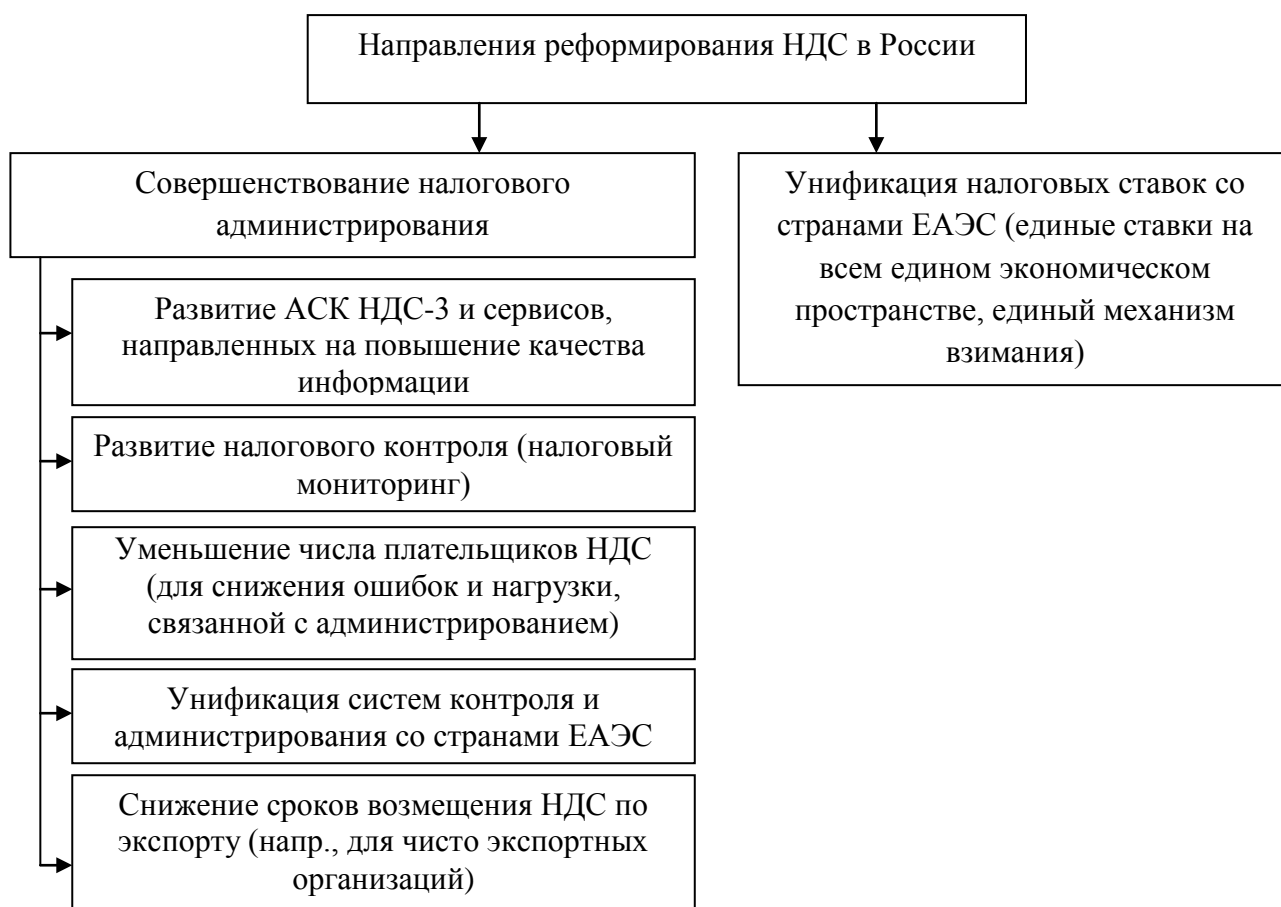 Направления реформирования НДС в России
Совершенствование налогового
администрирования
Развитие АСК НДС-3 и сервисов,
направленных на повышение качества
информации
Развитие налогового контроля (налоговый
мониторинг)
Уменьшение числа плательщиков НДС
(для снижения ошибок и нагрузки,
связанной с администрированием)
Унификация систем контроля и
администрирования со странами ЕАЭС
Снижение сроков возмещения НДС по
экспорту (напр., для чисто экспортных
организаций)
Унификация налоговых ставок со
странами ЕАЭС (единые ставки на
всем едином экономическом
пространстве, единый механизм
взимания)